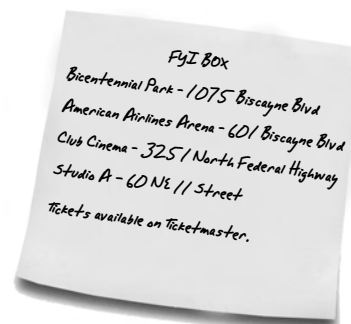 FYI BOX
Bicentennial Park - 1075 Biscayne Blvd
American Airlines Arena - 601 Biscayne Blvd
Club Cinema - 3251 North Federal Highway
Studio A - 60 NE 11 Street
Tickets available on Ticketmaster.